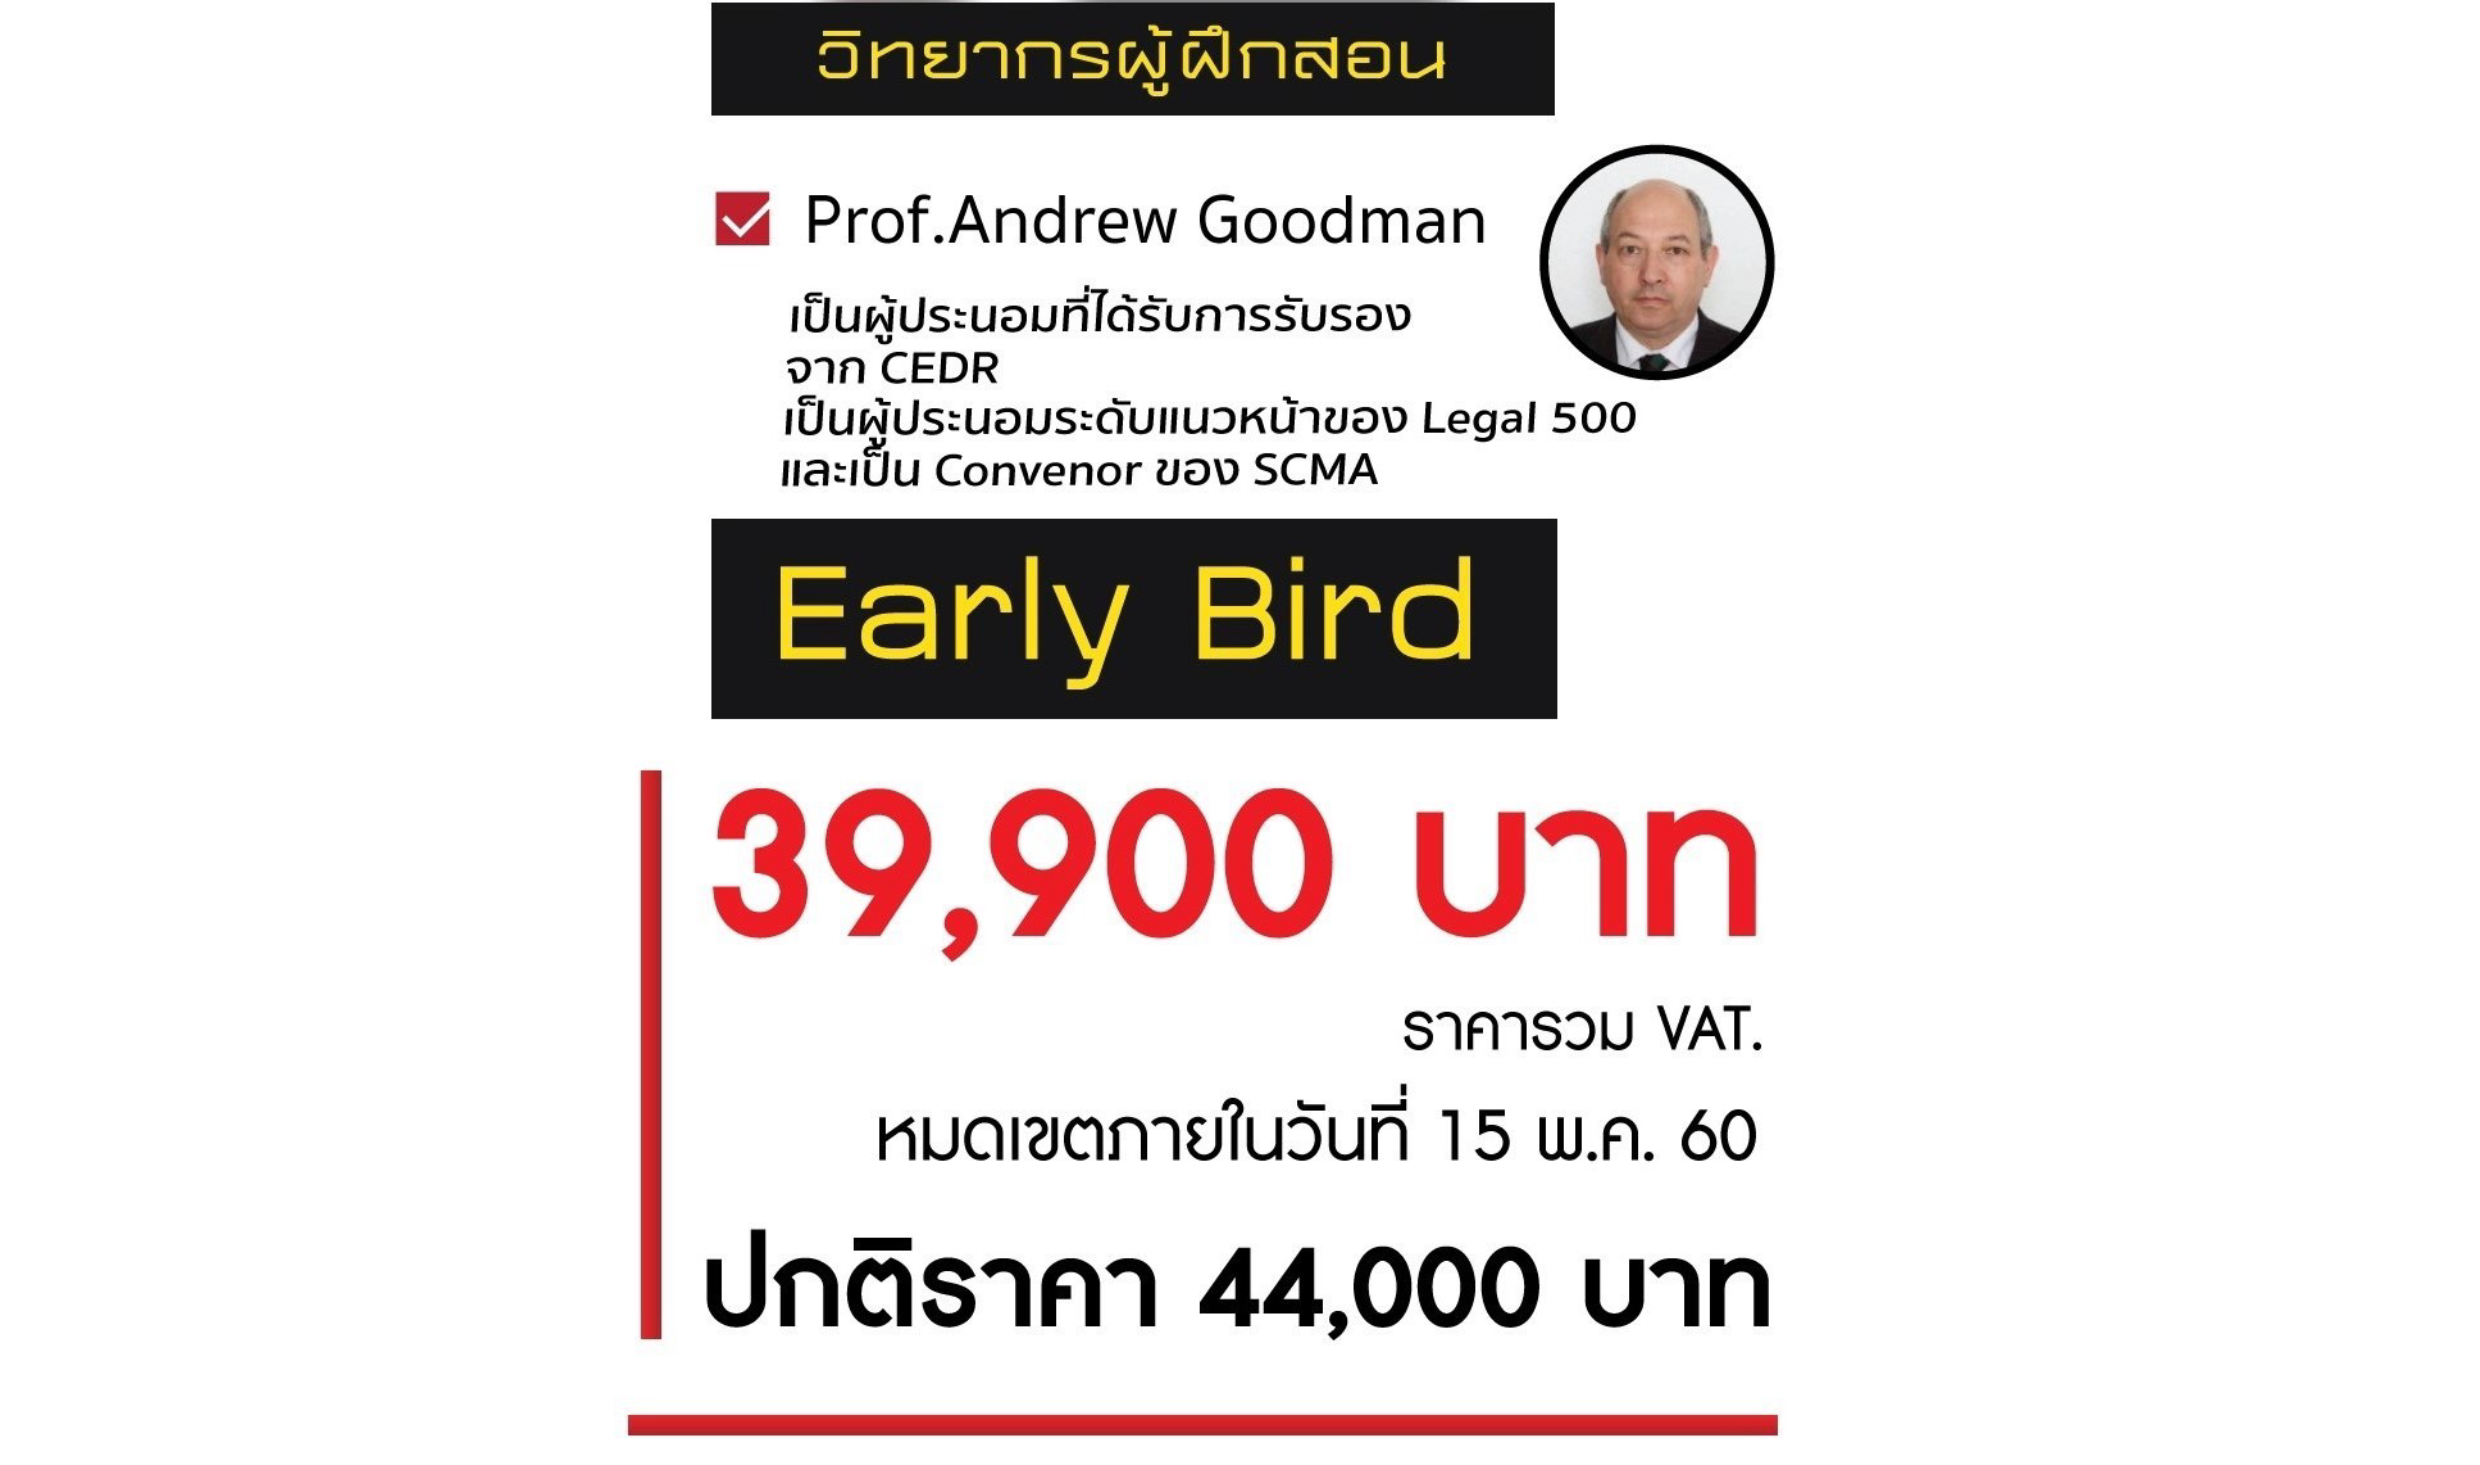 วิทยากรผู้ฝึกสอน
Prof.Andrew Goodman
เป็นผู้ประนอมที่ได้รับการรับรอง
จาก CEDR
เป็นผู้ประนอมระดับแนวหน้าของ Legal 500
และเป็น Convenor ของ SCMA
Early Bird
39,900 บาท
ราคารวม VAT.
หมดเขตภายในวันที่ 15 พ.ค. 60
ปกติราคา 44,000 บาท